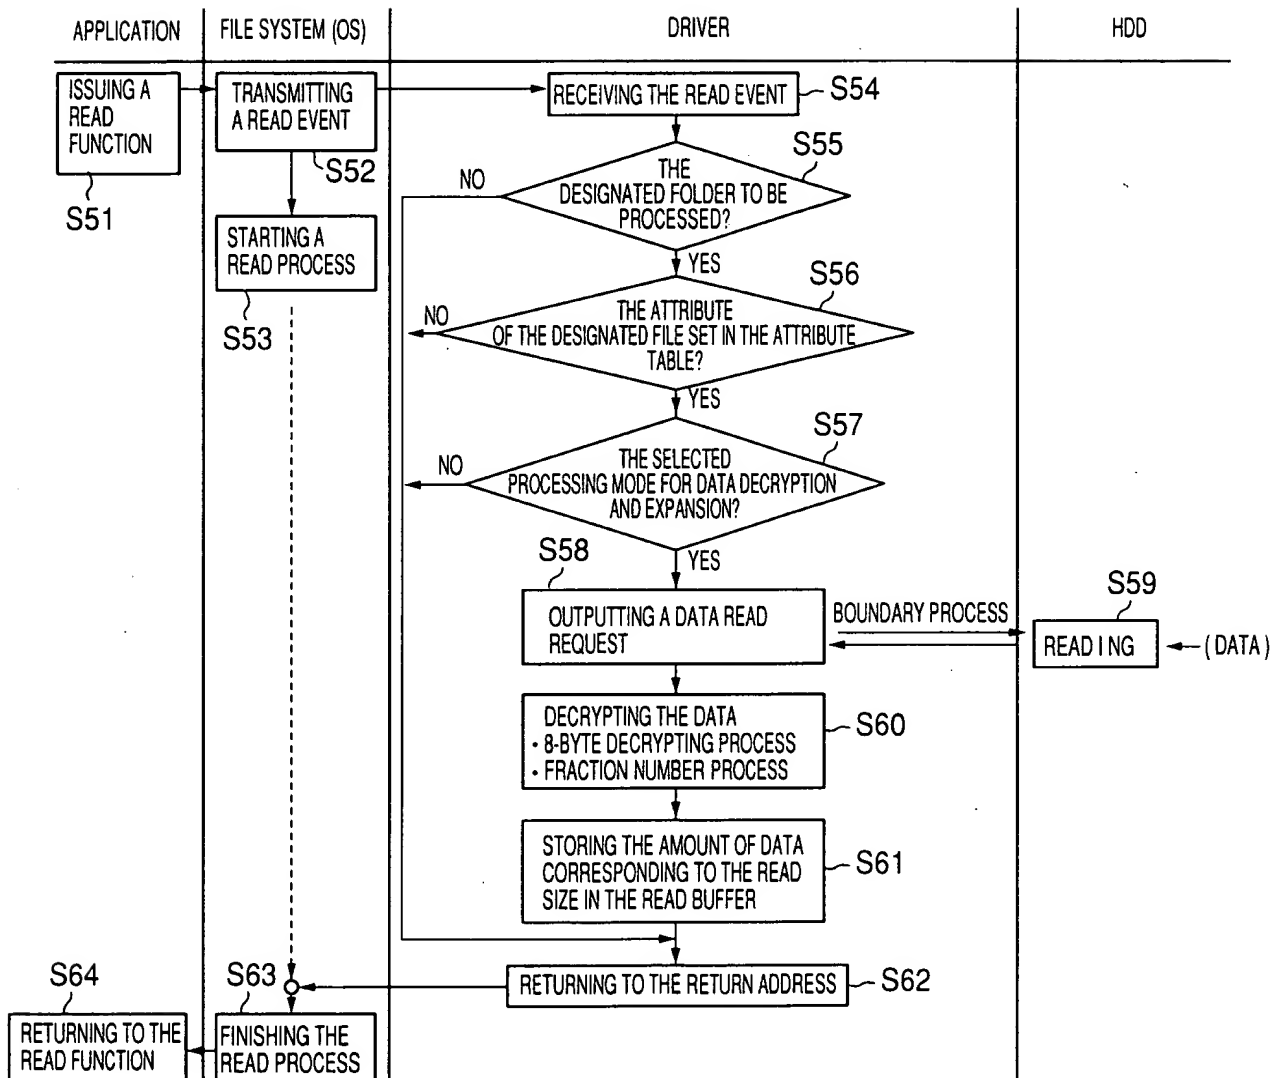 APPLICATION
FILE SYSTEM (OS)
DRIVER
HDD
ISSUING A
READ
FUNCTION
S51
TRANSMITTING
A READ EVENT
S52
STARTING A
READ PROCESS
S53
RECEIVING THE READ EVENT
S54
S55
THE
DESIGNATED FOLDER TO BE
PROCESSED?
NO
YES
S56
THE ATTRIBUTE
OF THE DESIGNATED FILE SET IN THE ATTRIBUTE
TABLE?
NO
YES
S57
THE SELECTED
PROCESSING MODE FOR DATA DECRYPTION
AND EXPANSION?
NO
YES
S58
OUTPUTTING A DATA READ
REQUEST
BOUNDARY PROCESS
S59
READING
(DATA)
DECRYPTING THE DATA
• 8-BYTE DECRYPTING PROCESS
• FRACTION NUMBER PROCESS
S60
STORING THE AMOUNT OF DATA
CORRESPONDING TO THE READ
SIZE IN THE READ BUFFER
S61
RETURNING TO THE RETURN ADDRESS
S62
S63
FINISHING THE
READ PROCESS
S64
RETURNING TO THE
READ FUNCTION